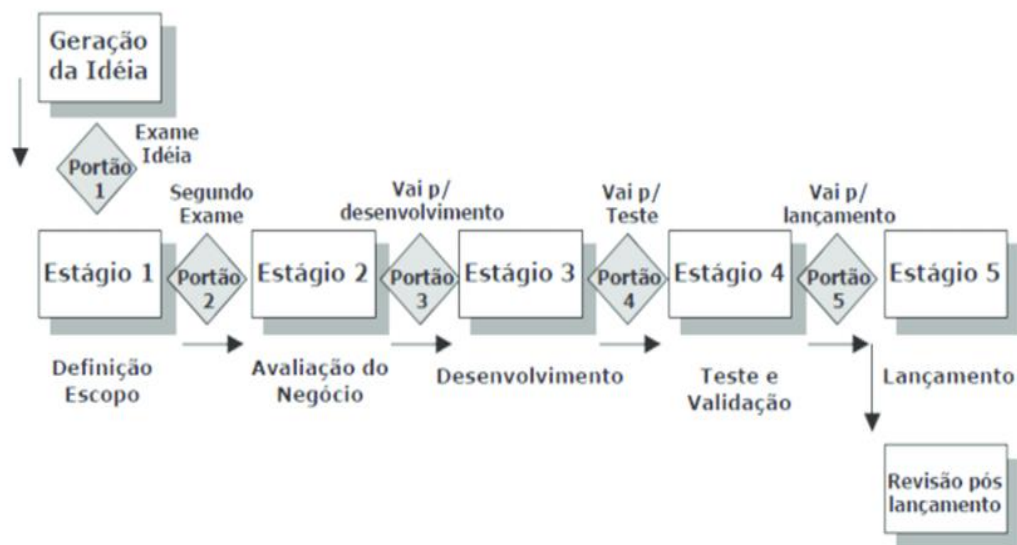 Geração
da Idéia
Exame
Idéia
Portão
1
Segundo
Exame
Vai p/
desenvolvimento
Vai p/
Teste
Vai p/
lançamento
Estágio 1
Portão
2
Estágio 2
Portão
3
Estágio 3
Portão
4
Estágio 4
Portão
5
Estágio 5
Definição
Escopo
Avaliação do
Negócio
Desenvolvimento
Teste e
Validação
Lançamento
Revisão pós
lançamento